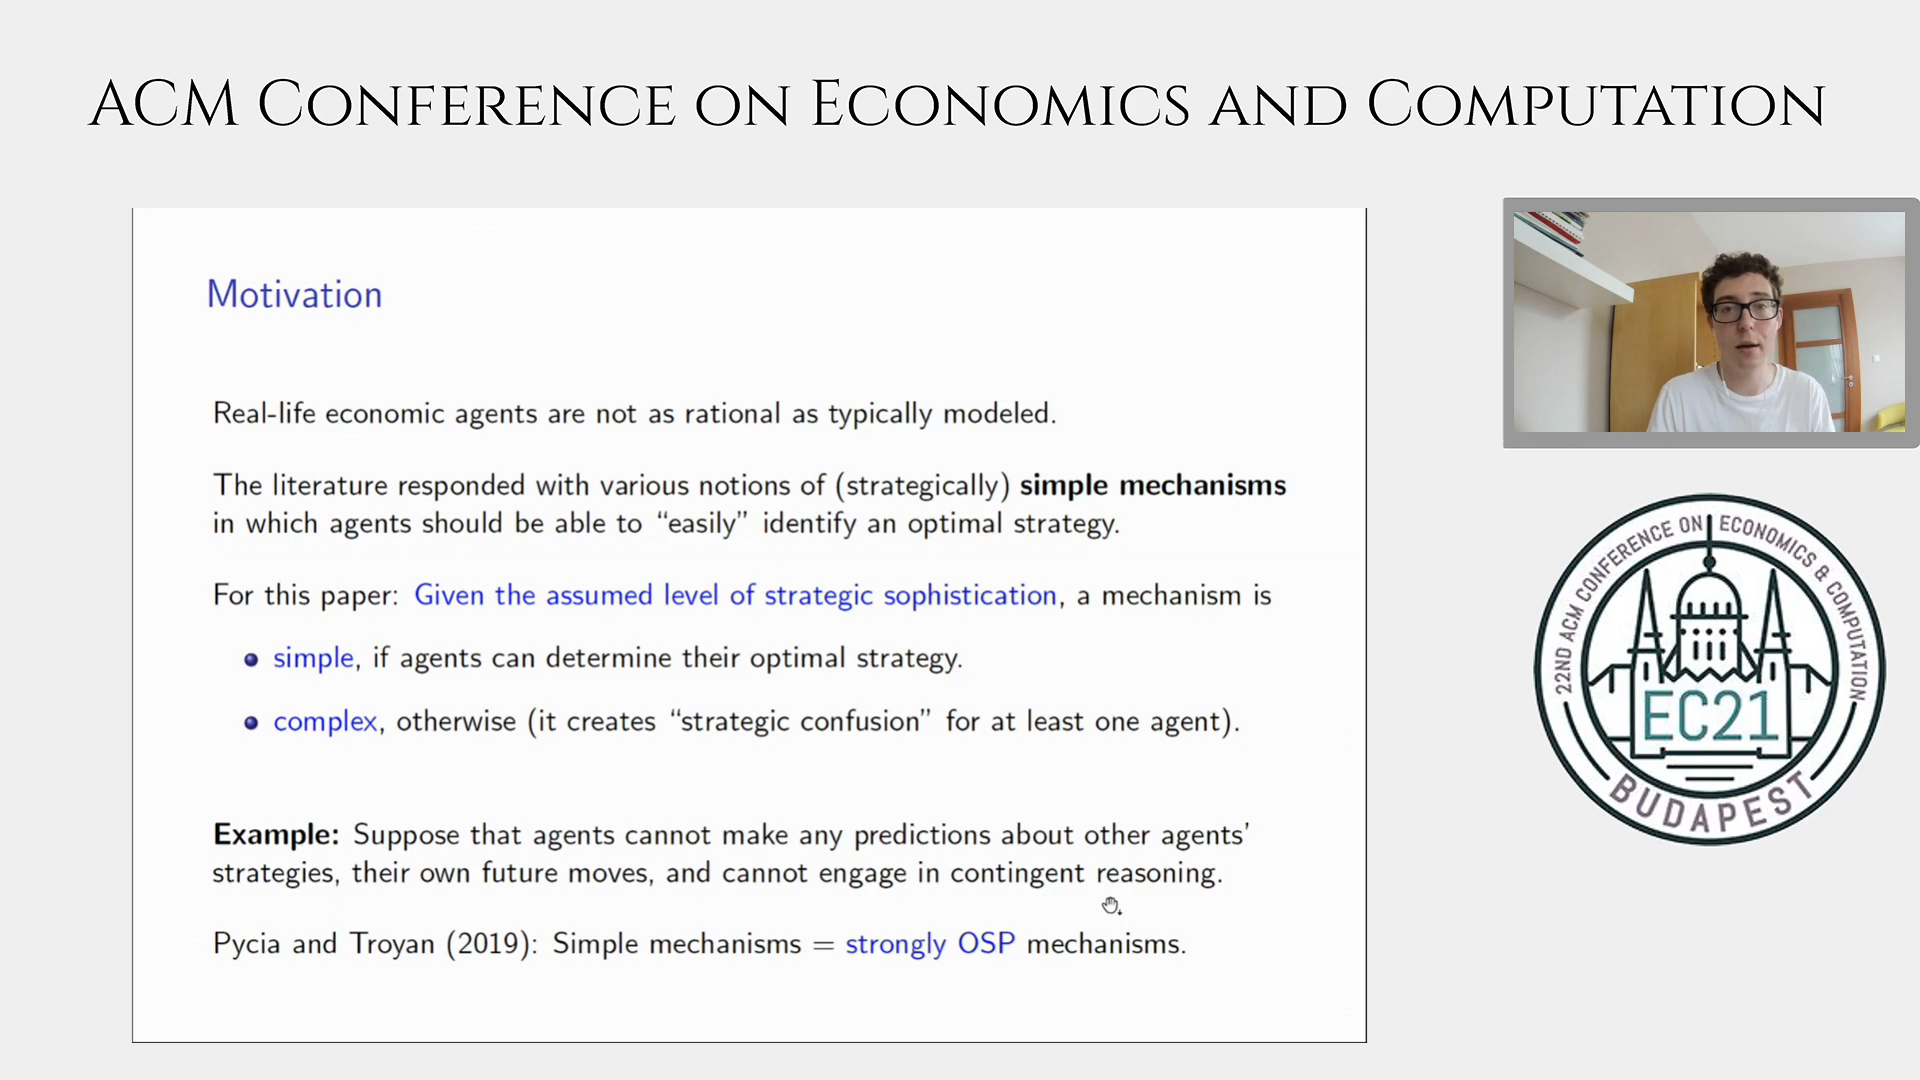 ACM Conference on Economics and Computation
Motivation
Real-life economic agents are not as rational as typically modeled.
The literature responded with various notions of (strategically) simple mechanisms
in which agents should be able to “easily” identify an optimal strategy.
For this paper: Given the assumed level of strategic sophistication, a mechanism is
simple, if agents can determine their optimal strategy.
complex, otherwise (it creates “strategic confusion” for at least one agent).
Example: Suppose that agents cannot make any predictions about other agents’
strategies, their own future moves, and cannot engage in contingent reasoning.
Pycia and Troyan (2019): Simple mechanisms = strongly OSP mechanisms.
22ND ACM CONFERENCE ON ECONOMICS & COMPUTATION
EC21
BUDAPEST